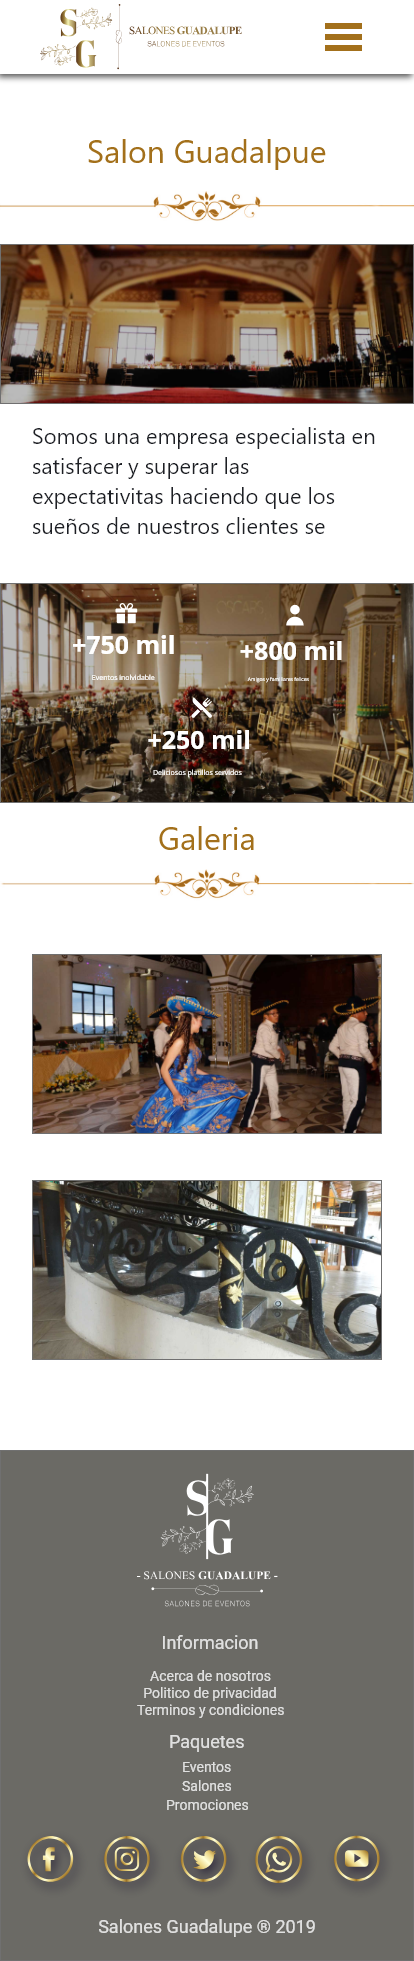 S
G
SALONES GUADALUPE
SALONES DE EVENTOS
Salon Guadalpue
Somos una empresa especialista en
satisfacer y superar las
expectativitas haciendo que los
sueños de nuestros clientes se
+750 mil
Eventos inolvidable
+800 mil
Amigos y familiares felices
+250 mil
Deliciosos platillos servidos
Galeria
S
G
- SALONES GUADALUPE -
SALONES DE EVENTOS
Informacion
Acerca de nosotros
Politico de privacidad
Terminos y condiciones
Paquetes
Eventos
Salones
Promociones
Salones Guadalupe ® 2019